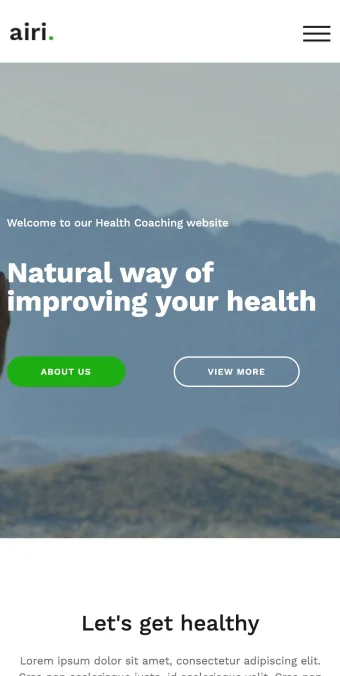 airi.
Welcome to our Health Coaching website
Natural way of
improving your health
ABOUT US
VIEW MORE
Let's get healthy
Lorem ipsum dolor sit amet, consectetur adipiscing elit.